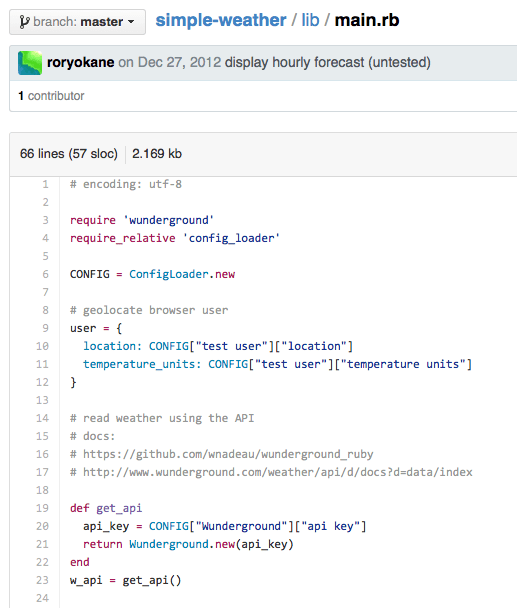 branch: master simple-weather / lib / main.rb
roryokane on Dec 27, 2012 display hourly forecast (untested)
1 contributor
66 lines (57 sloc) 2.169 kb
1 # encoding: utf-8
2
3 require 'wunderground'
4 require_relative 'config_loader'
5
6 CONFIG = ConfigLoader.new
7
8 # geolocate browser user
9 user = {
10   location: CONFIG["test user"]["location"]
11   temperature_units: CONFIG["test user"]["temperature units"]
12 }
13
14 # read weather using the API
15 # docs:
16 # https://github.com/wnadeau/wunderground_ruby
17 # http://www.wunderground.com/weather/api/d/docs?d=data/index
18
19 def get_api
20   api_key = CONFIG["Wunderground"]["api key"]
21   return Wunderground.new(api_key)
22 end
23 w_api = get_api()
24